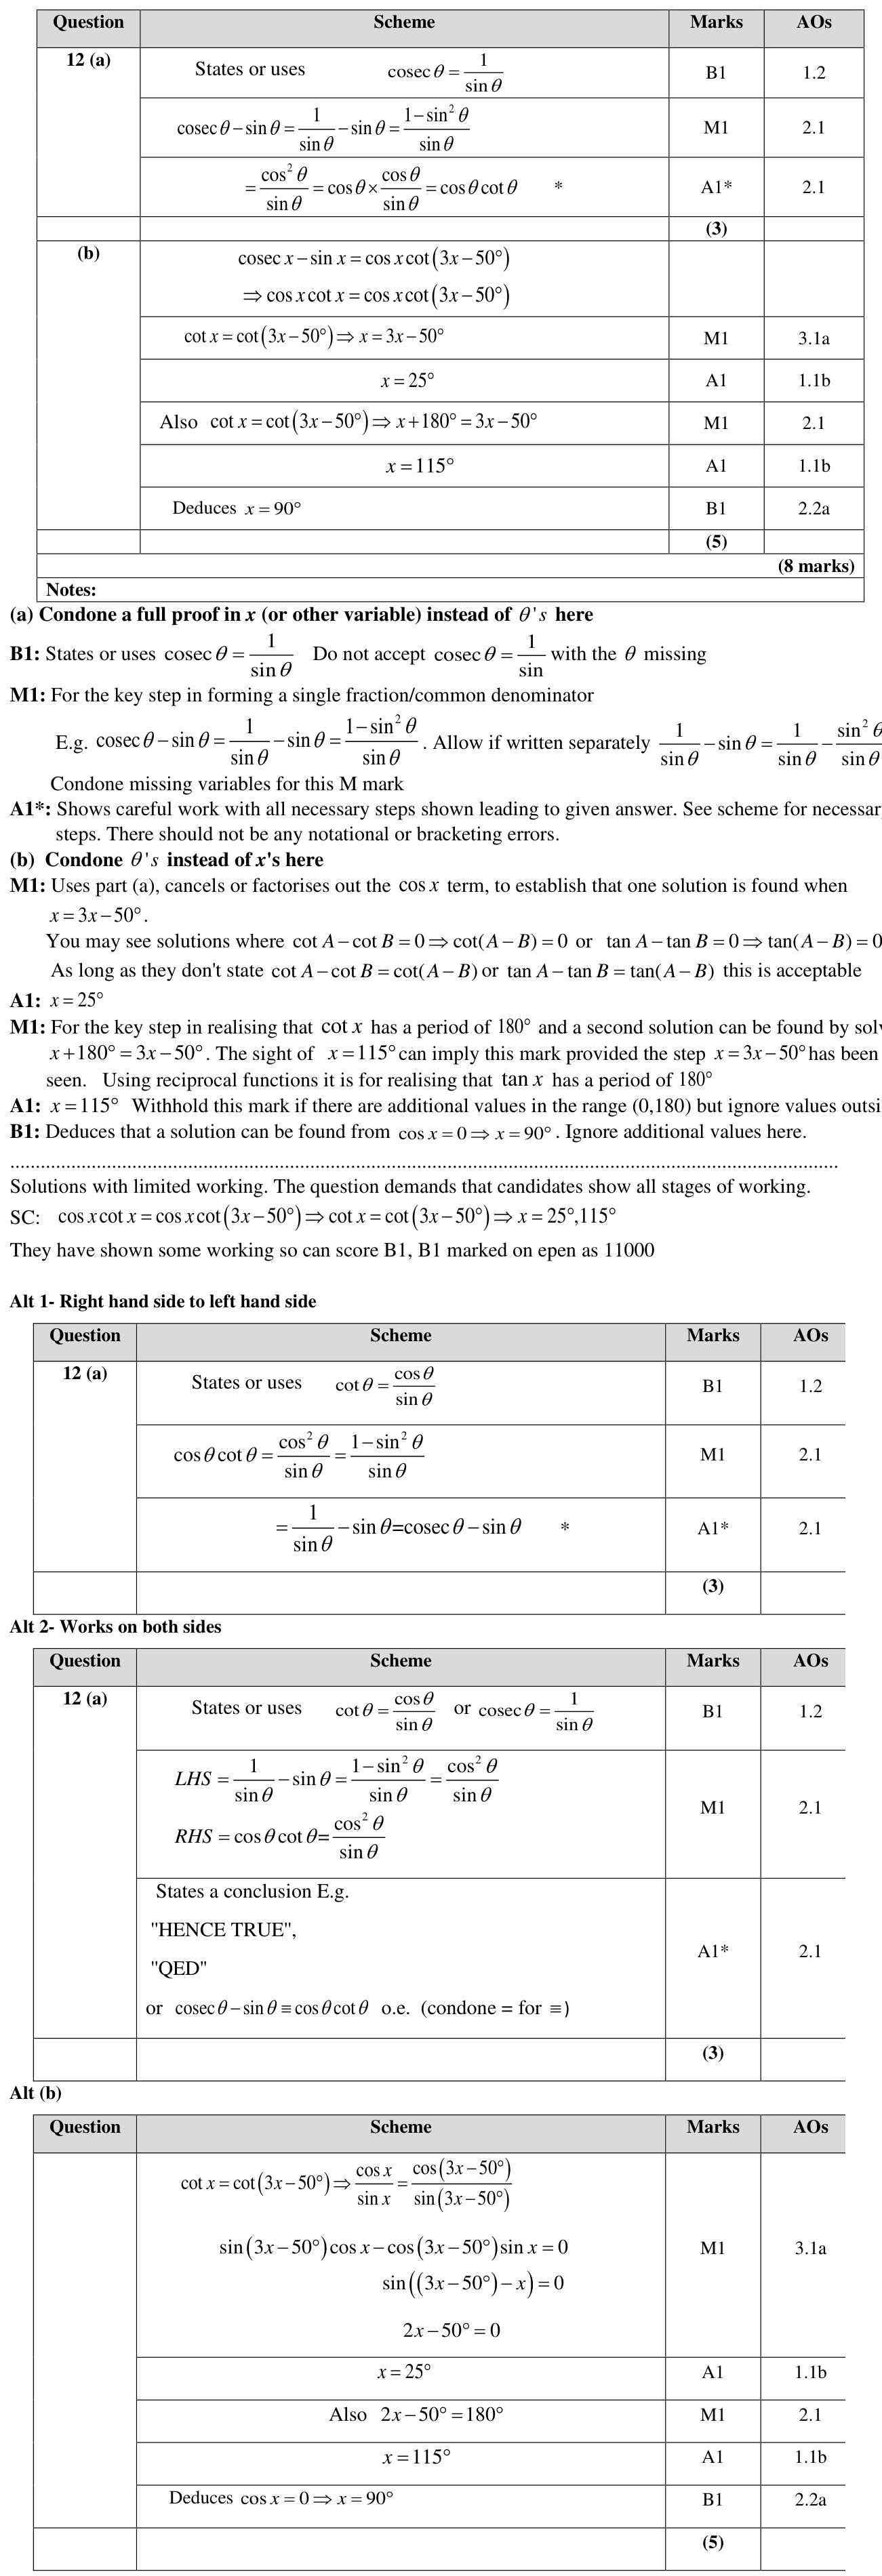 Question Scheme Marks AOs
12 (a) States or uses cosec θ = 1/sin θ B1 1.2
cosec θ − sin θ = 1/sin θ − sin θ = (1 − sin² θ)/sin θ M1 2.1
= cos² θ/sin θ = cos θ × cos θ/sin θ = cos θ cot θ * A1* 2.1
(3)
(b) cosec x − sin x = cos x cot(3x − 50°)
⇒ cos x cot x = cos x cot(3x − 50°)
cot x = cot(3x − 50°) ⇒ x = 3x − 50° M1 3.1a
x = 25° A1 1.1b
Also cot x = cot(3x − 50°) ⇒ x + 180° = 3x − 50° M1 2.1
x = 115° A1 1.1b
Deduces x = 90° B1 2.2a
(5)
(8 marks)
Notes:
(a) Condone a full proof in x (or other variable) instead of θ's here
B1: States or uses cosec θ = 1/sin θ Do not accept cosec θ = 1/sin with the θ missing
M1: For the key step in forming a single fraction/common denominator
E.g. cosec θ − sin θ = 1/sin θ − sin θ = (1 − sin² θ)/sin θ . Allow if written separately 1/sin θ − sin θ = 1/sin θ − sin² θ/sin θ
Condone missing variables for this M mark
A1*: Shows careful work with all necessary steps shown leading to given answer. See scheme for necessar
steps. There should not be any notational or bracketing errors.
(b) Condone θ's instead of x's here
M1: Uses part (a), cancels or factorises out the cos x term, to establish that one solution is found when
x = 3x − 50° .
You may see solutions where cot A − cot B = 0 ⇒ cot(A − B) = 0 or tan A − tan B = 0 ⇒ tan(A − B) = 0
As long as they don't state cot A − cot B = cot(A − B) or tan A − tan B = tan(A − B) this is acceptable
A1: x = 25°
M1: For the key step in realising that cot x has a period of 180° and a second solution can be found by solv
x + 180° = 3x − 50° . The sight of x = 115° can imply this mark provided the step x = 3x − 50° has been
seen. Using reciprocal functions it is for realising that tan x has a period of 180°
A1: x = 115° Withhold this mark if there are additional values in the range (0,180) but ignore values outsi
B1: Deduces that a solution can be found from cos x = 0 ⇒ x = 90° . Ignore additional values here.
..................................................................................................................................................................
Solutions with limited working. The question demands that candidates show all stages of working.
SC: cos x cot x = cos x cot(3x − 50°) ⇒ cot x = cot(3x − 50°) ⇒ x = 25°,115°
They have shown some working so can score B1, B1 marked on epen as 11000
Alt 1- Right hand side to left hand side
Question Scheme Marks AOs
12 (a) States or uses cot θ = cos θ/sin θ B1 1.2
cos θ cot θ = cos² θ/sin θ = (1 − sin² θ)/sin θ M1 2.1
= 1/sin θ − sin θ = cosec θ − sin θ * A1* 2.1
(3)
Alt 2- Works on both sides
Question Scheme Marks AOs
12 (a) States or uses cot θ = cos θ/sin θ or cosec θ = 1/sin θ B1 1.2
LHS = 1/sin θ − sin θ = (1 − sin² θ)/sin θ = cos² θ/sin θ
RHS = cos θ cot θ = cos² θ/sin θ M1 2.1
States a conclusion E.g.
"HENCE TRUE",
"QED"
or cosec θ − sin θ ≡ cos θ cot θ o.e. (condone = for ≡) A1* 2.1
(3)
Alt (b)
Question Scheme Marks AOs
cot x = cot(3x − 50°) ⇒ cos x/sin x = cos(3x − 50°)/sin(3x − 50°)
sin(3x − 50°) cos x − cos(3x − 50°) sin x = 0 M1 3.1a
sin((3x − 50°) − x) = 0
2x − 50° = 0
x = 25° A1 1.1b
Also 2x − 50° = 180° M1 2.1
x = 115° A1 1.1b
Deduces cos x = 0 ⇒ x = 90° B1 2.2a
(5)